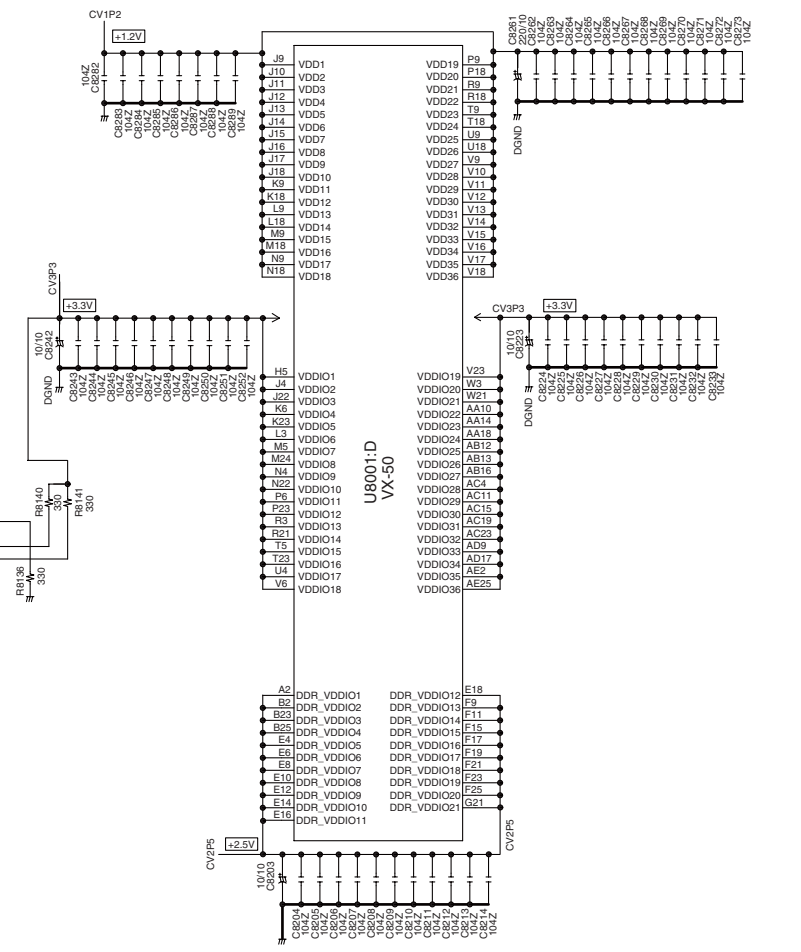 CV1P2
+1.2V
104Z
C8282
C8283
104Z
C8284
104Z
C8285
104Z
C8286
104Z
C8287
104Z
C8288
104Z
C8289
104Z
C8261
220/10
C8262
104Z
C8263
104Z
C8264
104Z
C8265
104Z
C8266
104Z
C8267
104Z
C8268
104Z
C8269
104Z
C8270
104Z
C8271
104Z
C8272
104Z
C8273
104Z
DGND
J9 VDD1
J10 VDD2
J11 VDD3
J12 VDD4
J13 VDD5
J14 VDD6
J15 VDD7
J16 VDD8
J17 VDD9
J18 VDD10
K9 VDD11
K18 VDD12
L9 VDD13
L18 VDD14
M9 VDD15
M18 VDD16
N9 VDD17
N18 VDD18
VDD19 P9
VDD20 P18
VDD21 R9
VDD22 R18
VDD23 T9
VDD24 T18
VDD25 U9
VDD26 U18
VDD27 V9
VDD28 V10
VDD29 V11
VDD30 V12
VDD31 V13
VDD32 V14
VDD33 V15
VDD34 V16
VDD35 V17
VDD36 V18
CV3P3
+3.3V
10/10
C8242
DGND
C8243
104Z
C8244
104Z
C8245
104Z
C8246
104Z
C8247
104Z
C8248
104Z
C8249
104Z
C8250
104Z
C8251
104Z
C8252
104Z
CV3P3
+3.3V
10/10
C8223
DGND
C8224
104Z
C8225
104Z
C8226
104Z
C8227
104Z
C8228
104Z
C8229
104Z
C8230
104Z
C8231
104Z
C8232
104Z
C8233
104Z
H5 VDDIO1
J4 VDDIO2
J22 VDDIO3
K6 VDDIO4
K23 VDDIO5
L3 VDDIO6
M5 VDDIO7
M24 VDDIO8
N4 VDDIO9
N22 VDDIO10
P6 VDDIO11
P23 VDDIO12
R3 VDDIO13
R21 VDDIO14
T5 VDDIO15
T23 VDDIO16
U4 VDDIO17
V6 VDDIO18
U8001:D
VX-50
VDDIO19 V23
VDDIO20 W3
VDDIO21 W21
VDDIO22 AA10
VDDIO23 AA14
VDDIO24 AA18
VDDIO25 AB12
VDDIO26 AB13
VDDIO27 AB16
VDDIO28 AC4
VDDIO29 AC11
VDDIO30 AC15
VDDIO31 AC19
VDDIO32 AC23
VDDIO33 AD9
VDDIO34 AD17
VDDIO35 AE2
VDDIO36 AE25
R8140
330
R8141
330
R8136
330
A2 DDR_VDDIO1
B2 DDR_VDDIO2
B23 DDR_VDDIO3
B25 DDR_VDDIO4
E4 DDR_VDDIO5
E6 DDR_VDDIO6
E8 DDR_VDDIO7
E10 DDR_VDDIO8
E12 DDR_VDDIO9
E14 DDR_VDDIO10
E16 DDR_VDDIO11
DDR_VDDIO12 E18
DDR_VDDIO13 F9
DDR_VDDIO14 F11
DDR_VDDIO15 F15
DDR_VDDIO16 F17
DDR_VDDIO17 F19
DDR_VDDIO18 F21
DDR_VDDIO19 F23
DDR_VDDIO20 F25
DDR_VDDIO21 G21
CV2P5
+2.5V
CV2P5
10/10
C8203
C8204
104Z
C8205
104Z
C8206
104Z
C8207
104Z
C8208
104Z
C8209
104Z
C8210
104Z
C8211
104Z
C8212
104Z
C8213
104Z
C8214
104Z